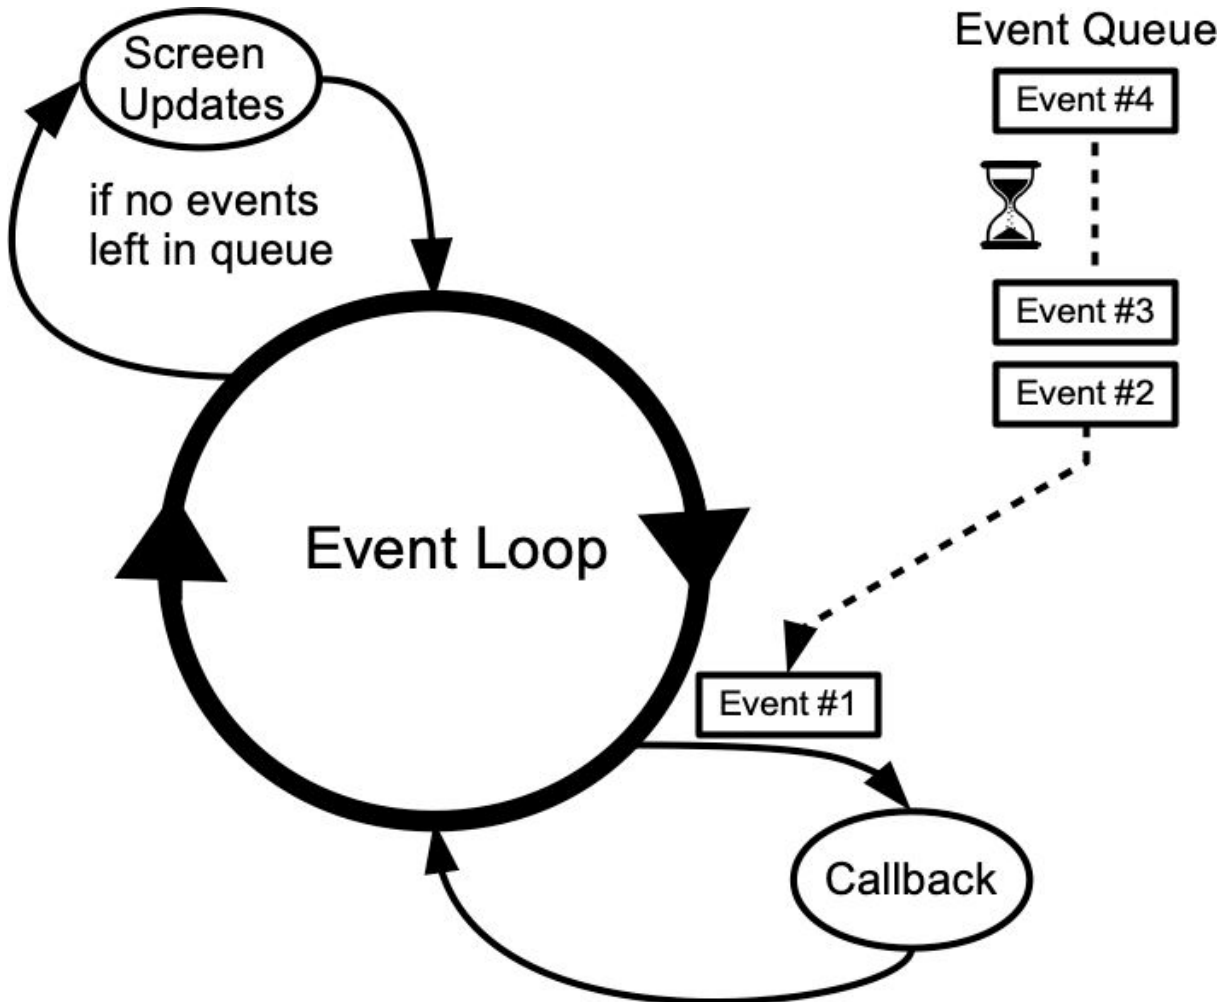 Screen
Updates
if no events
left in queue
Event Queue
Event #4
Event #3
Event #2
Event Loop
Event #1
Callback